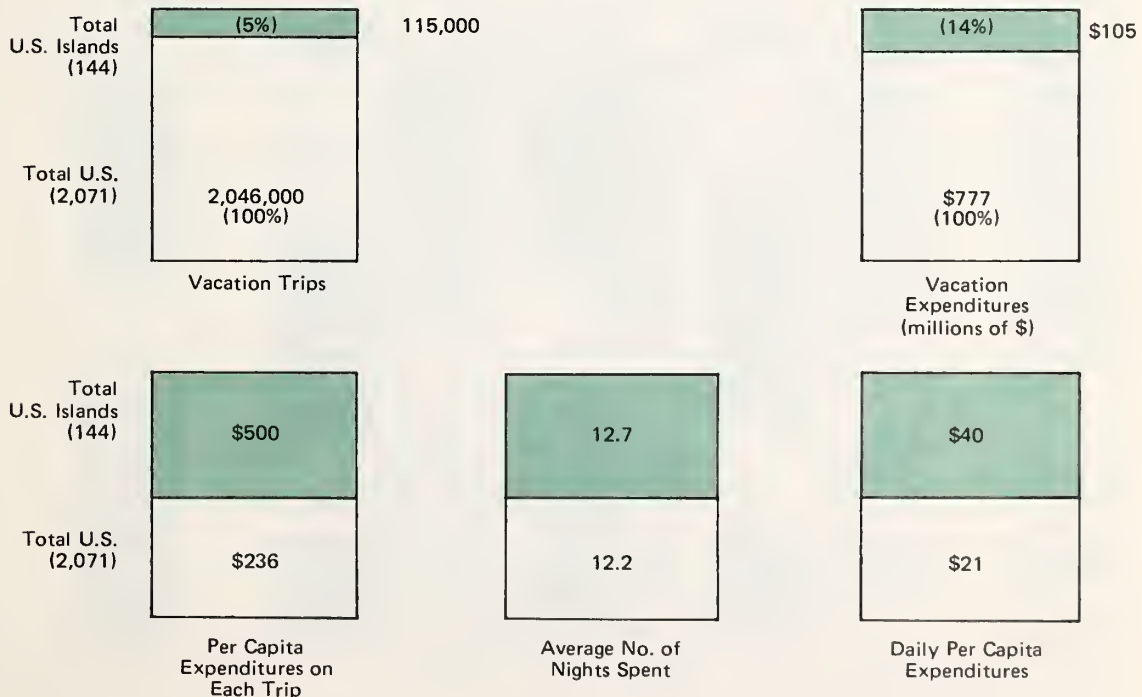 Total
U.S. Islands
(144)
(5%)
115,000
(14%)
$105
Total U.S.
(2,071)
2,046,000
(100%)
$777
(100%)
Vacation Trips
Vacation
Expenditures
(millions of $)
Total
U.S. Islands
(144)
$500
12.7
$40
Total U.S.
(2,071)
$236
12.2
$21
Per Capita
Expenditures on
Each Trip
Average No. of
Nights Spent
Daily Per Capita
Expenditures